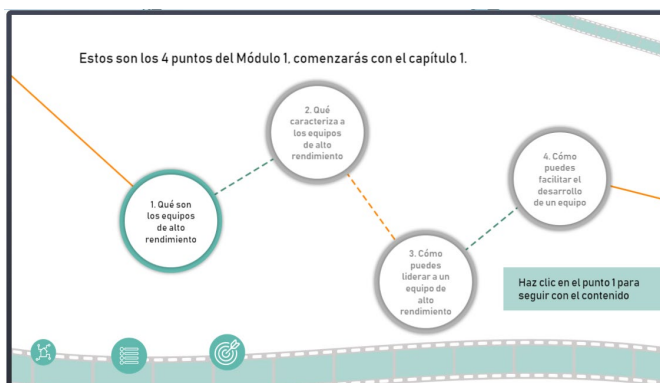 Estos son los 4 puntos del Módulo 1, comenzarás con el capítulo 1.
1. Qué son
los equipos
de alto
rendimiento
2. Qué
caracteriza a
los equipos
de alto
rendimiento
3. Cómo
puedes
liderar a un
equipo de
alto
rendimiento
4. Cómo
puedes
facilitar el
desarrollo
de un equipo
Haz clic en el punto 1 para
seguir con el contenido